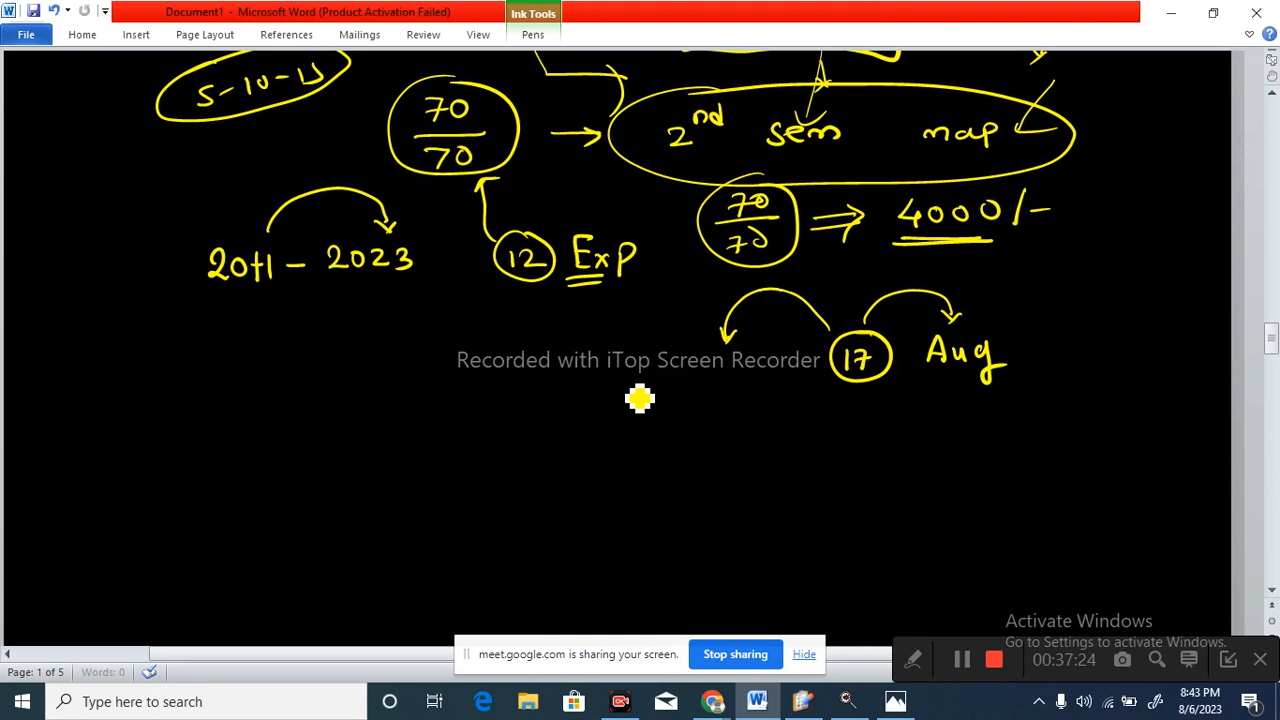 Document1 - Microsoft Word (Product Activation Failed)
Ink Tools
File Home Insert Page Layout References Mailings Review View Pens
5-10-15
70
70
2nd sem map
70
70
4000/-
2011 - 2023
12 Exp
17 Aug
Recorded with iTop Screen Recorder
Activate Windows
Go to Settings to activate Windows.
meet.google.com is sharing your screen. Stop sharing Hide
00:37:24
Page: 1 of 5 Words: 0
Type here to search
8:43 PM
8/6/2023